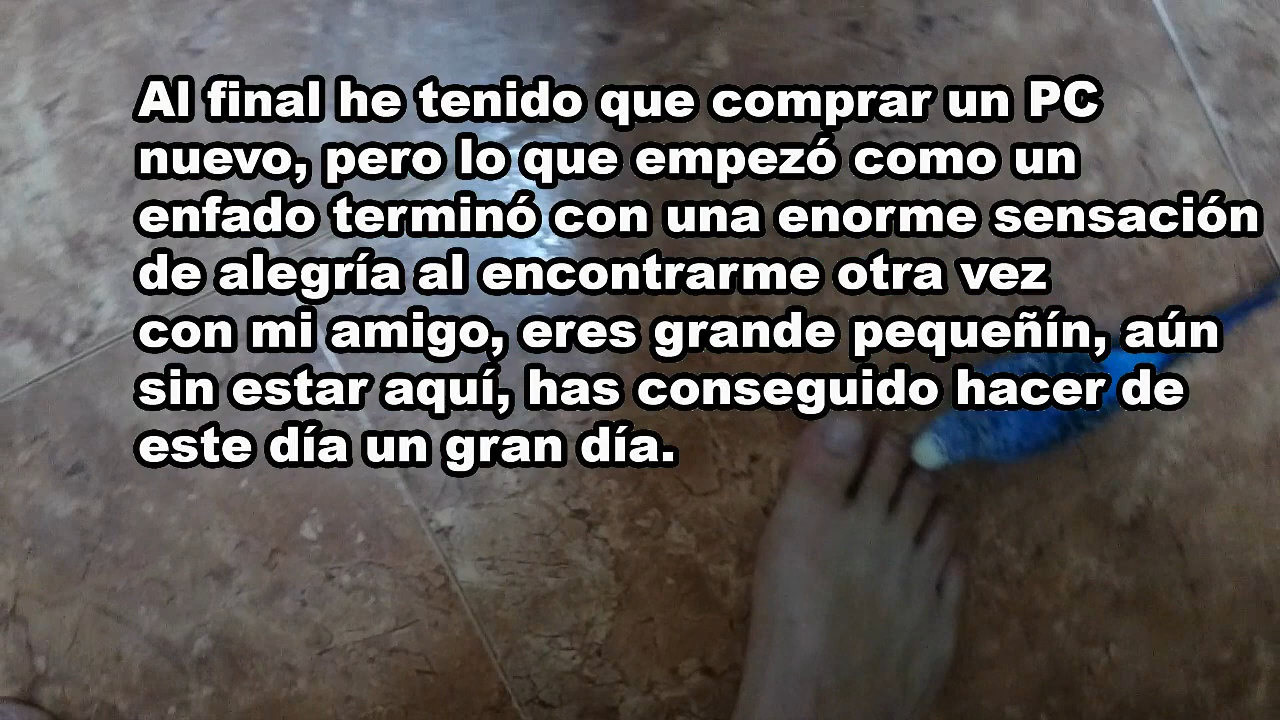 Al final he tenido que comprar un PC
nuevo, pero lo que empezó como un
enfado terminó con una enorme sensación
de alegría al encontrarme otra vez
con mi amigo, eres grande pequeñín, aún
sin estar aquí, has conseguido hacer de
este día un gran día.